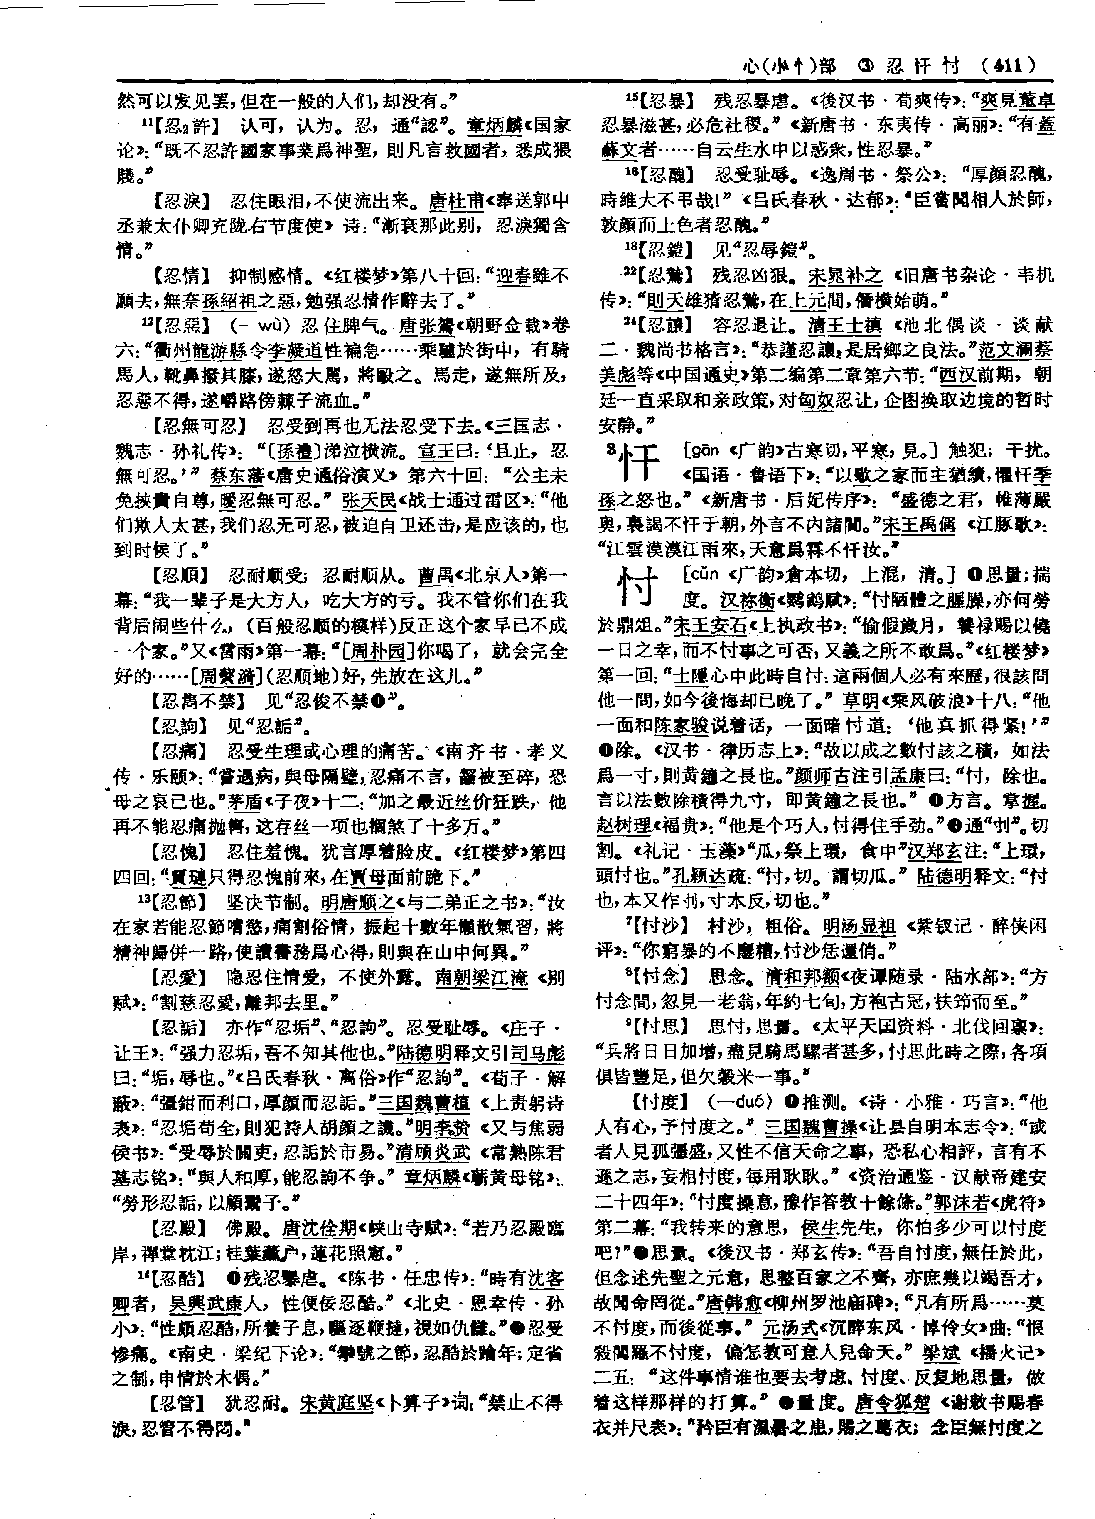 心(小忄)部 ③ 忍 忓 忖 (411)
然可以发见罢,但在一般的人们,却没有。”
11【忍2許】 认可,认为。忍,通“認”。章炳麟《国家
论》:“既不忍許國家事業爲神聖,則凡言救國者,悉成猥
賤。”
【忍淚】 忍住眼泪,不使流出来。唐杜甫《奉送郭中
丞兼太仆卿充陇右节度使》诗:“漸衰那此别,忍淚獨含
情。”
【忍情】 抑制感情。《红楼梦》第八十回:“迎春雖不
願去,無奈孫紹祖之惡,勉强忍情作辭去了。”
12【忍惡】 (-wù) 忍住脾气。唐张鷟《朝野佥载》卷
六:“衢州龍游縣令李凝道性褊急……乘驢於街中,有騎
馬人,靴鼻撥其膝,遂怒大駡,將毆之。馬走,遂無所及,
忍惡不得,遂嚼路傍棘子流血。”
【忍無可忍】 忍受到再也无法忍受下去。《三国志·
魏志·孙礼传》:“[孫禮]涕泣横流。宣王曰:‘且止,忍
無可忍。’” 蔡东藩《唐史通俗演义》第六十回:“公主未
免挾貴自尊,曖忍無可忍。” 张天民《战士通过雷区》:“他
们欺人太甚,我们忍无可忍,被迫自卫还击,是应该的,也
到时候了。”
【忍順】 忍耐顺受;忍耐顺从。曹禺《北京人》第一
幕:“我一辈子是大方人,吃大方的亏。我不管你们在我
背后闹些什么,(百般忍顺的模样)反正这个家早已不成
一个家。”又《雷雨》第一幕:“[周朴园]你喝了,就会完全
好的……[周蘩漪](忍顺地)好,先放在这儿。”
【忍雋不禁】 见“忍俊不禁❶”。
【忍詢】 见“忍詬”。
【忍痛】 忍受生理或心理的痛苦。《南齐书·孝义
传·乐颐》:“嘗遇病,與母隔壁,忍痛不言,齧被至碎,恐
母之哀己也。”茅盾《子夜》十二:“加之最近丝价狂跌,他
再不能忍痛抛售,这存丝一项也搁煞了十多万。”
【忍愧】 忍住羞愧。犹言厚着脸皮。《红楼梦》第四
四回:“賈璉只得忍愧前來,在賈母面前跪下。”
13【忍節】 坚决节制。明唐顺之《与二弟正之书》:“汝
在家若能忍節嗜慾,痛割俗情,振起十數年懶散氣習,將
精神歸併一路,使讀書務爲心得,則與在山中何異。”
【忍愛】 隐忍住情爱,不使外露。南朝梁江淹《别
赋》:“割慈忍愛,離邦去里。”
【忍詬】 亦作“忍垢”、“忍詢”。忍受耻辱。《庄子·
让王》:“强力忍垢,吾不知其他也。”陆德明释文引司马彪
曰:“垢,辱也。”《吕氏春秋·离俗》作“忍詢”。《荀子·解
蔽》:“彊鉗而利口,厚顔而忍詬。”三国魏曹植《上责躬诗
表》:“忍垢苟全,則犯詩人胡顔之譏。”明李贽《又与焦弱
侯书》:“受辱於關吏,忍詬於市易。”清顾炎武《常熟陈君
墓志铭》:“與人和厚,能忍詢不争。” 章炳麟《蕲黄母铭》:
“勞形忍詬,以顧鬻子。”
【忍殿】 佛殿。唐沈佺期《峡山寺赋》:“若乃忍殿臨
岸,禪堂枕江;桂葉薰户,蓮花照窻。”
14【忍酷】 ❶残忍暴虐。《陈书·任忠传》:“時有沈客
卿者,吴興武康人,性便佞忍酷。”《北史·恩幸传·孙
小》:“性頗忍酷,所養子息,驅逐鞭撻,視如仇讎。”❷忍受
惨痛。《南史·梁纪下论》:“攀號之節,忍酷於踰年;定省
之制,申情於木偶。”
【忍管】 犹忍耐。宋黄庭坚《卜算子》词:“禁止不得
淚,忍管不得悶。”
15【忍暴】 残忍暴虐。《後汉书·荀爽传》:“爽見董卓
忍暴滋甚,必危社稷。”《新唐书·东夷传·高丽》:“有蓋
蘇文者……自云生水中以惑衆,性忍暴。”
16【忍醜】 忍受耻辱。《逸周书·祭公》:“厚顔忍醜,
時維大不弔哉!”《吕氏春秋·达郁》:“臣嘗聞相人於師,
敦顔而上色者忍醜。”
18【忍鎧】 见“忍辱鎧”。
22【忍鷙】 残忍凶狠。宋晁补之《旧唐书杂论·韦机
传》:“則天雄猜忍鷙,在上元間,僭横始萌。”
24【忍讓】 容忍退让。清王士禛《池北偶谈·谈献
二·魏尚书格言》:“恭謹忍讓,是居鄉之良法。”范文澜蔡
美彪等《中国通史》第二编第二章第六节:“西汉前期,朝
廷一直采取和亲政策,对匈奴忍让,企图换取边境的暂时
安静。”
3忓 [gān《广韵》古寒切,平寒,見。] 触犯;干扰。
《国语·鲁语下》:“以歜之家而主猶績,懼忓季
孫之怒也。”《新唐书·后妃传序》:“盛德之君,帷薄嚴
奥,裏謁不忓于朝,外言不内諸閫。”宋王禹偁《江豚歌》:
“江雲漠漠江雨來,天意爲霖不忓汝。”
忖 [cǔn《广韵》倉本切,上混,清。] ❶思量;揣
度。汉祢衡《鹦鹉赋》:“忖陋體之腥臊,亦何勞
於鼎俎。”宋王安石《上执政书》:“偷假歲月,饕禄賜以徼
一日之幸,而不忖事之可否,又義之所不敢爲。”《红楼梦》
第一回:“士隱心中此時自忖:這兩個人必有來歷,很該問
他一問,如今後悔却已晚了。” 草明《乘风破浪》十八:“他
一面和陈家骏说着话,一面暗忖道:‘他真抓得紧!’”
❷除。《汉书·律历志上》:“故以成之數忖該之積,如法
爲一寸,則黄鐘之長也。”颜师古注引孟康曰:“忖,除也。
言以法數除積得九寸,即黄鐘之長也。” ❸方言。掌握。
赵树理《福贵》:“他是个巧人,忖得住手劲。”❹通“刌”。切
割。《礼记·玉藻》“瓜,祭上環,食中”汉郑玄注:“上環,
頭忖也。”孔颖达疏:“忖,切。謂切瓜。” 陆德明释文:“忖
也,本又作刌,寸本反,切也。”
7【忖沙】 村沙,粗俗。明汤显祖《紫钗记·醉侠闲
评》:“你窮暴的不塵糟,忖沙恁還俏。”
8【忖念】 思念。清和邦额《夜谭随录·陆水部》:“方
忖念間,忽見一老翁,年約七旬,方袍古冠,扶筇而至。”
9【忖思】 思忖,思量。《太平天国资料·北伐回禀》:
“兵將日日加增,盡見騎馬騾者甚多,忖思此時之際,各項
俱皆豐足,但欠穀米一事。”
【忖度】 (—duó) ❶推测。《诗·小雅·巧言》:“他
人有心,予忖度之。” 三国魏曹操《让县自明本志令》:“或
者人見孤彊盛,又性不信天命之事,恐私心相評,言有不
遜之志,妄相忖度,每用耿耿。”《资治通鉴·汉献帝建安
二十四年》:“忖度操意,豫作答教十餘條。”郭沫若《虎符》
第二幕:“我转来的意思,侯生先生,你怕多少可以忖度
吧?”❷思量。《後汉书·郑玄传》:“吾自忖度,無任於此,
但念述先聖之元意,思整百家之不齊,亦庶幾以竭吾才,
故聞命罔從。”唐韩愈《柳州罗池庙碑》:“凡有所爲……莫
不忖度,而後從事。” 元汤式《沉醉东风·悼伶女》曲:“恨
殺閻羅不忖度,偏怎教可意人兒命夭。” 梁斌《播火记》
二五:“这件事情谁也要去考虑、忖度、反复地思量,做
着这样那样的打算。” ❸量度。唐令狐楚《谢敕书赐春
衣并尺表》:“矜臣有温暑之患,賜之葛衣;念臣無忖度之